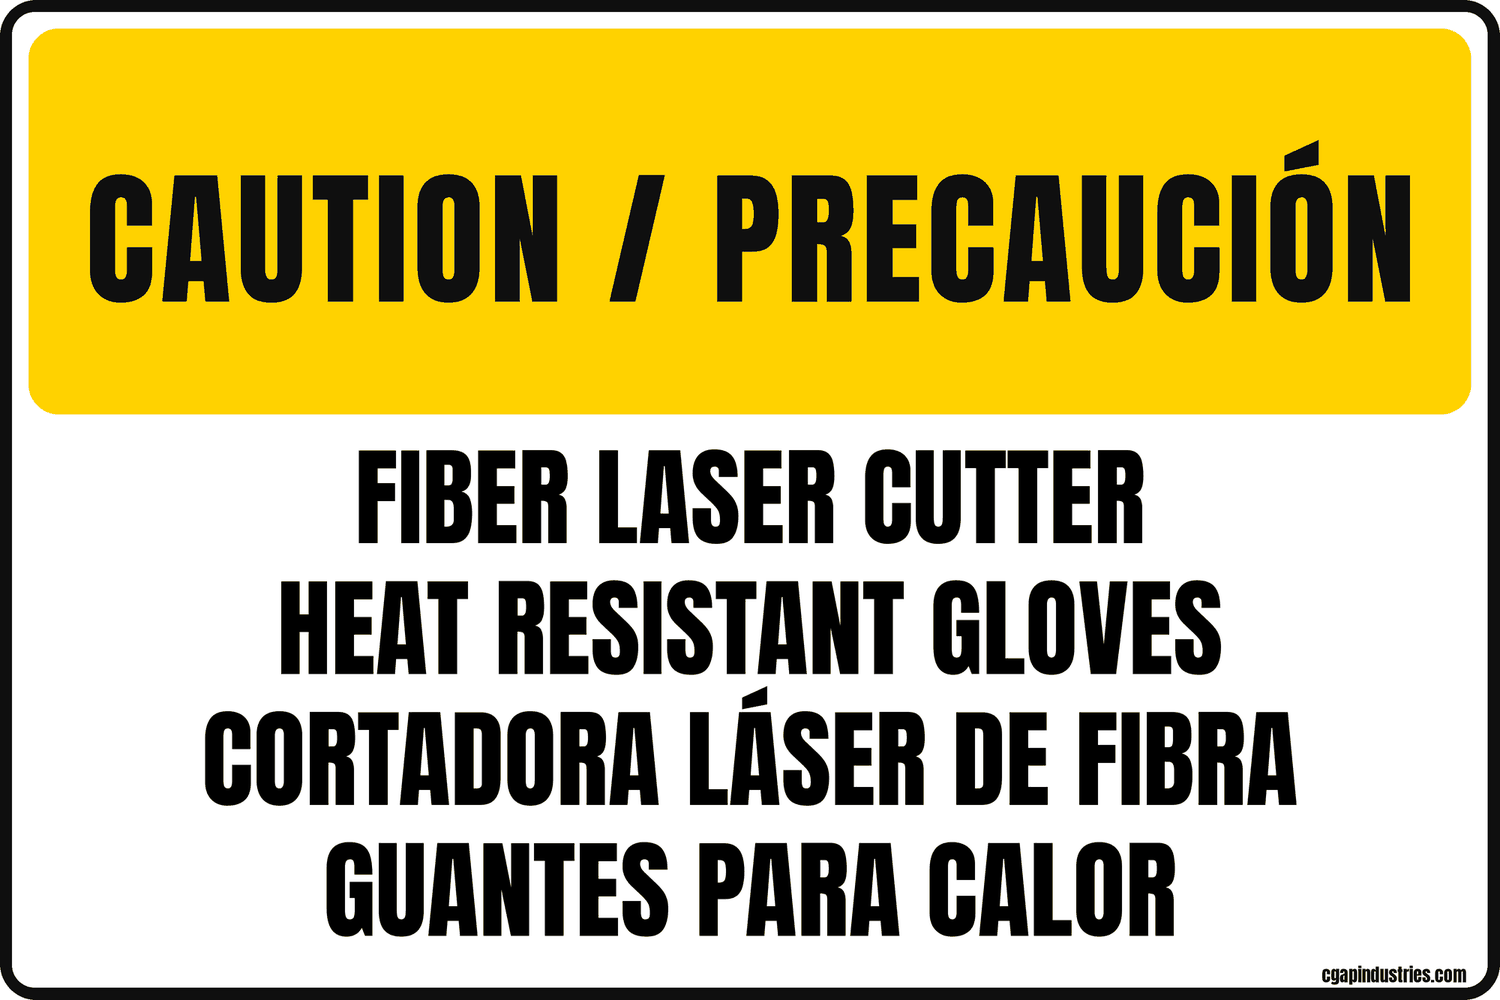 CAUTION / PRECAUCIÓN
FIBER LASER CUTTER
HEAT RESISTANT GLOVES
CORTADORA LÁSER DE FIBRA
GUANTES PARA CALOR
cgapindustries.com